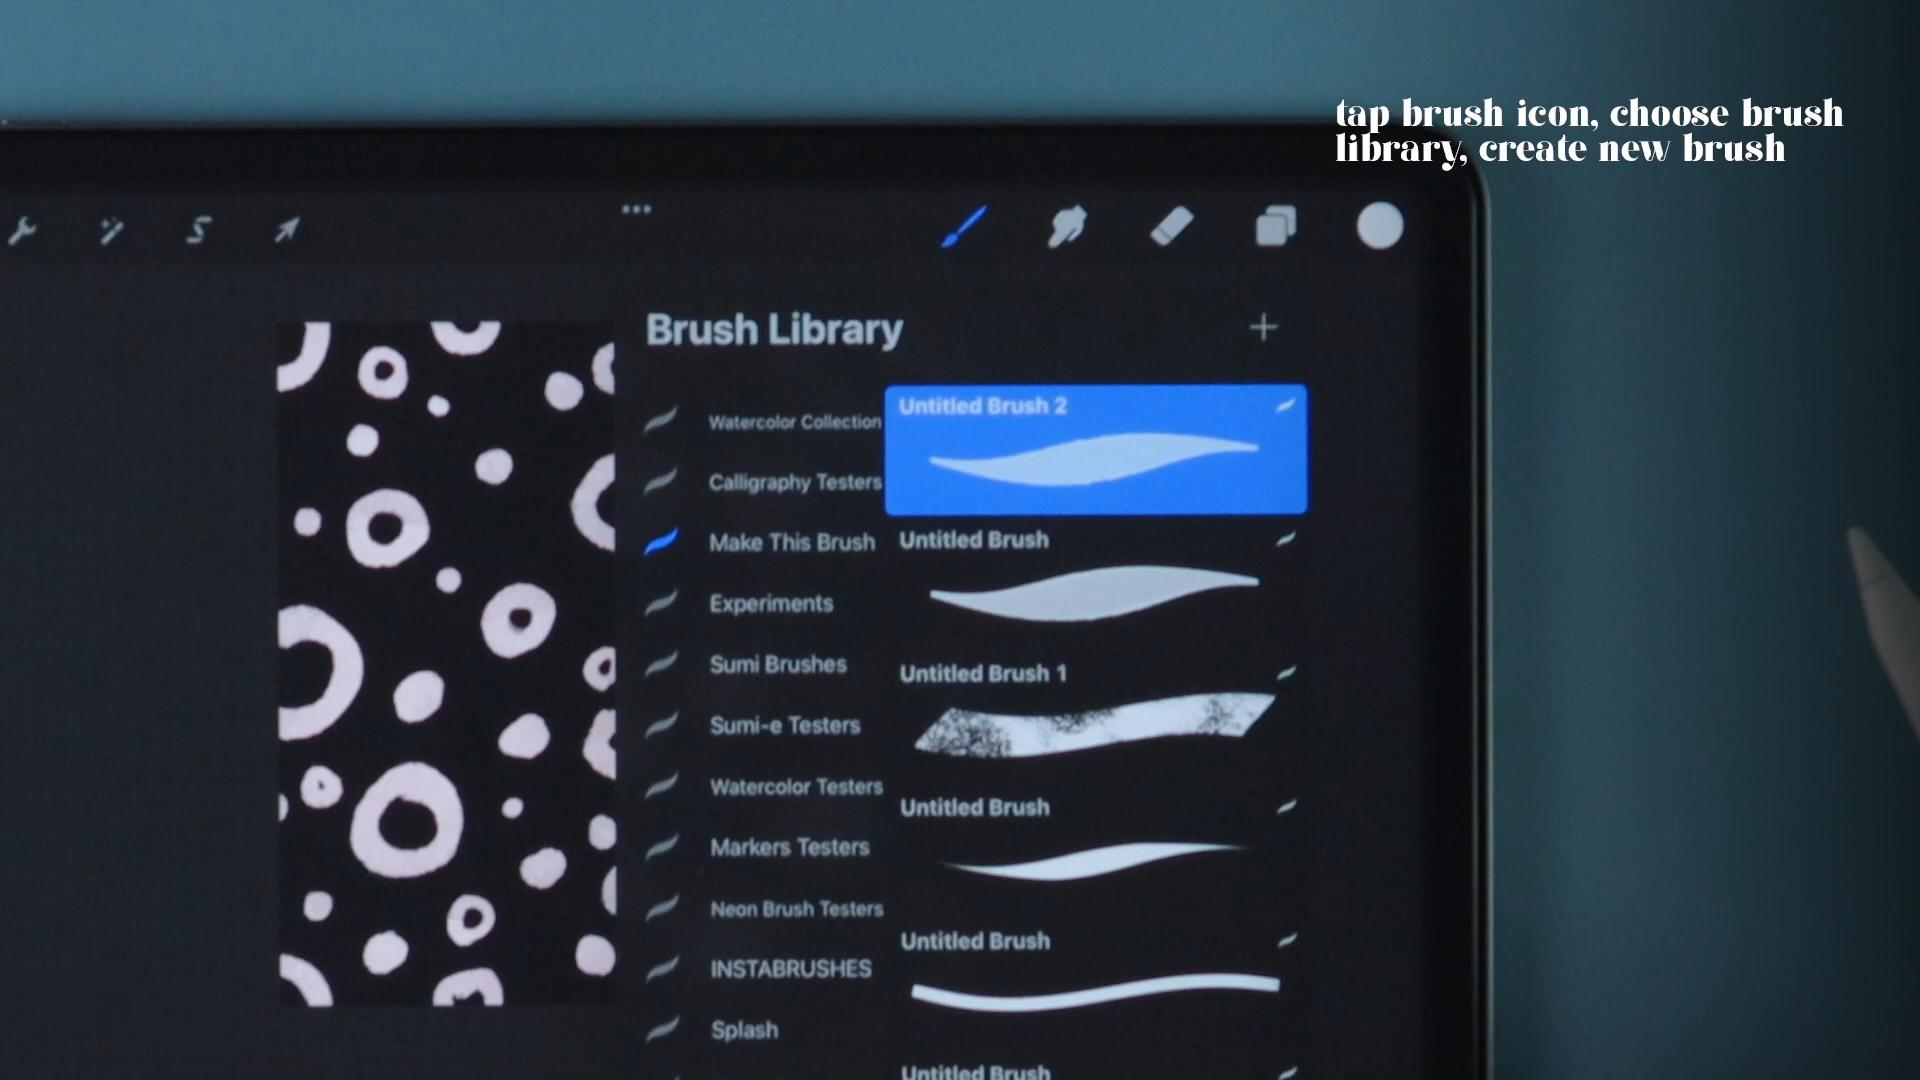 tap brush icon, choose brush
library, create new brush
Brush Library
Watercolor Collection
Calligraphy Testers
Make This Brush
Experiments
Sumi Brushes
Sumi-e Testers
Watercolor Testers
Markers Testers
Neon Brush Testers
INSTABRUSHES
Splash
Untitled Brush 2
Untitled Brush
Untitled Brush 1
Untitled Brush
Untitled Brush
Untitled Brush